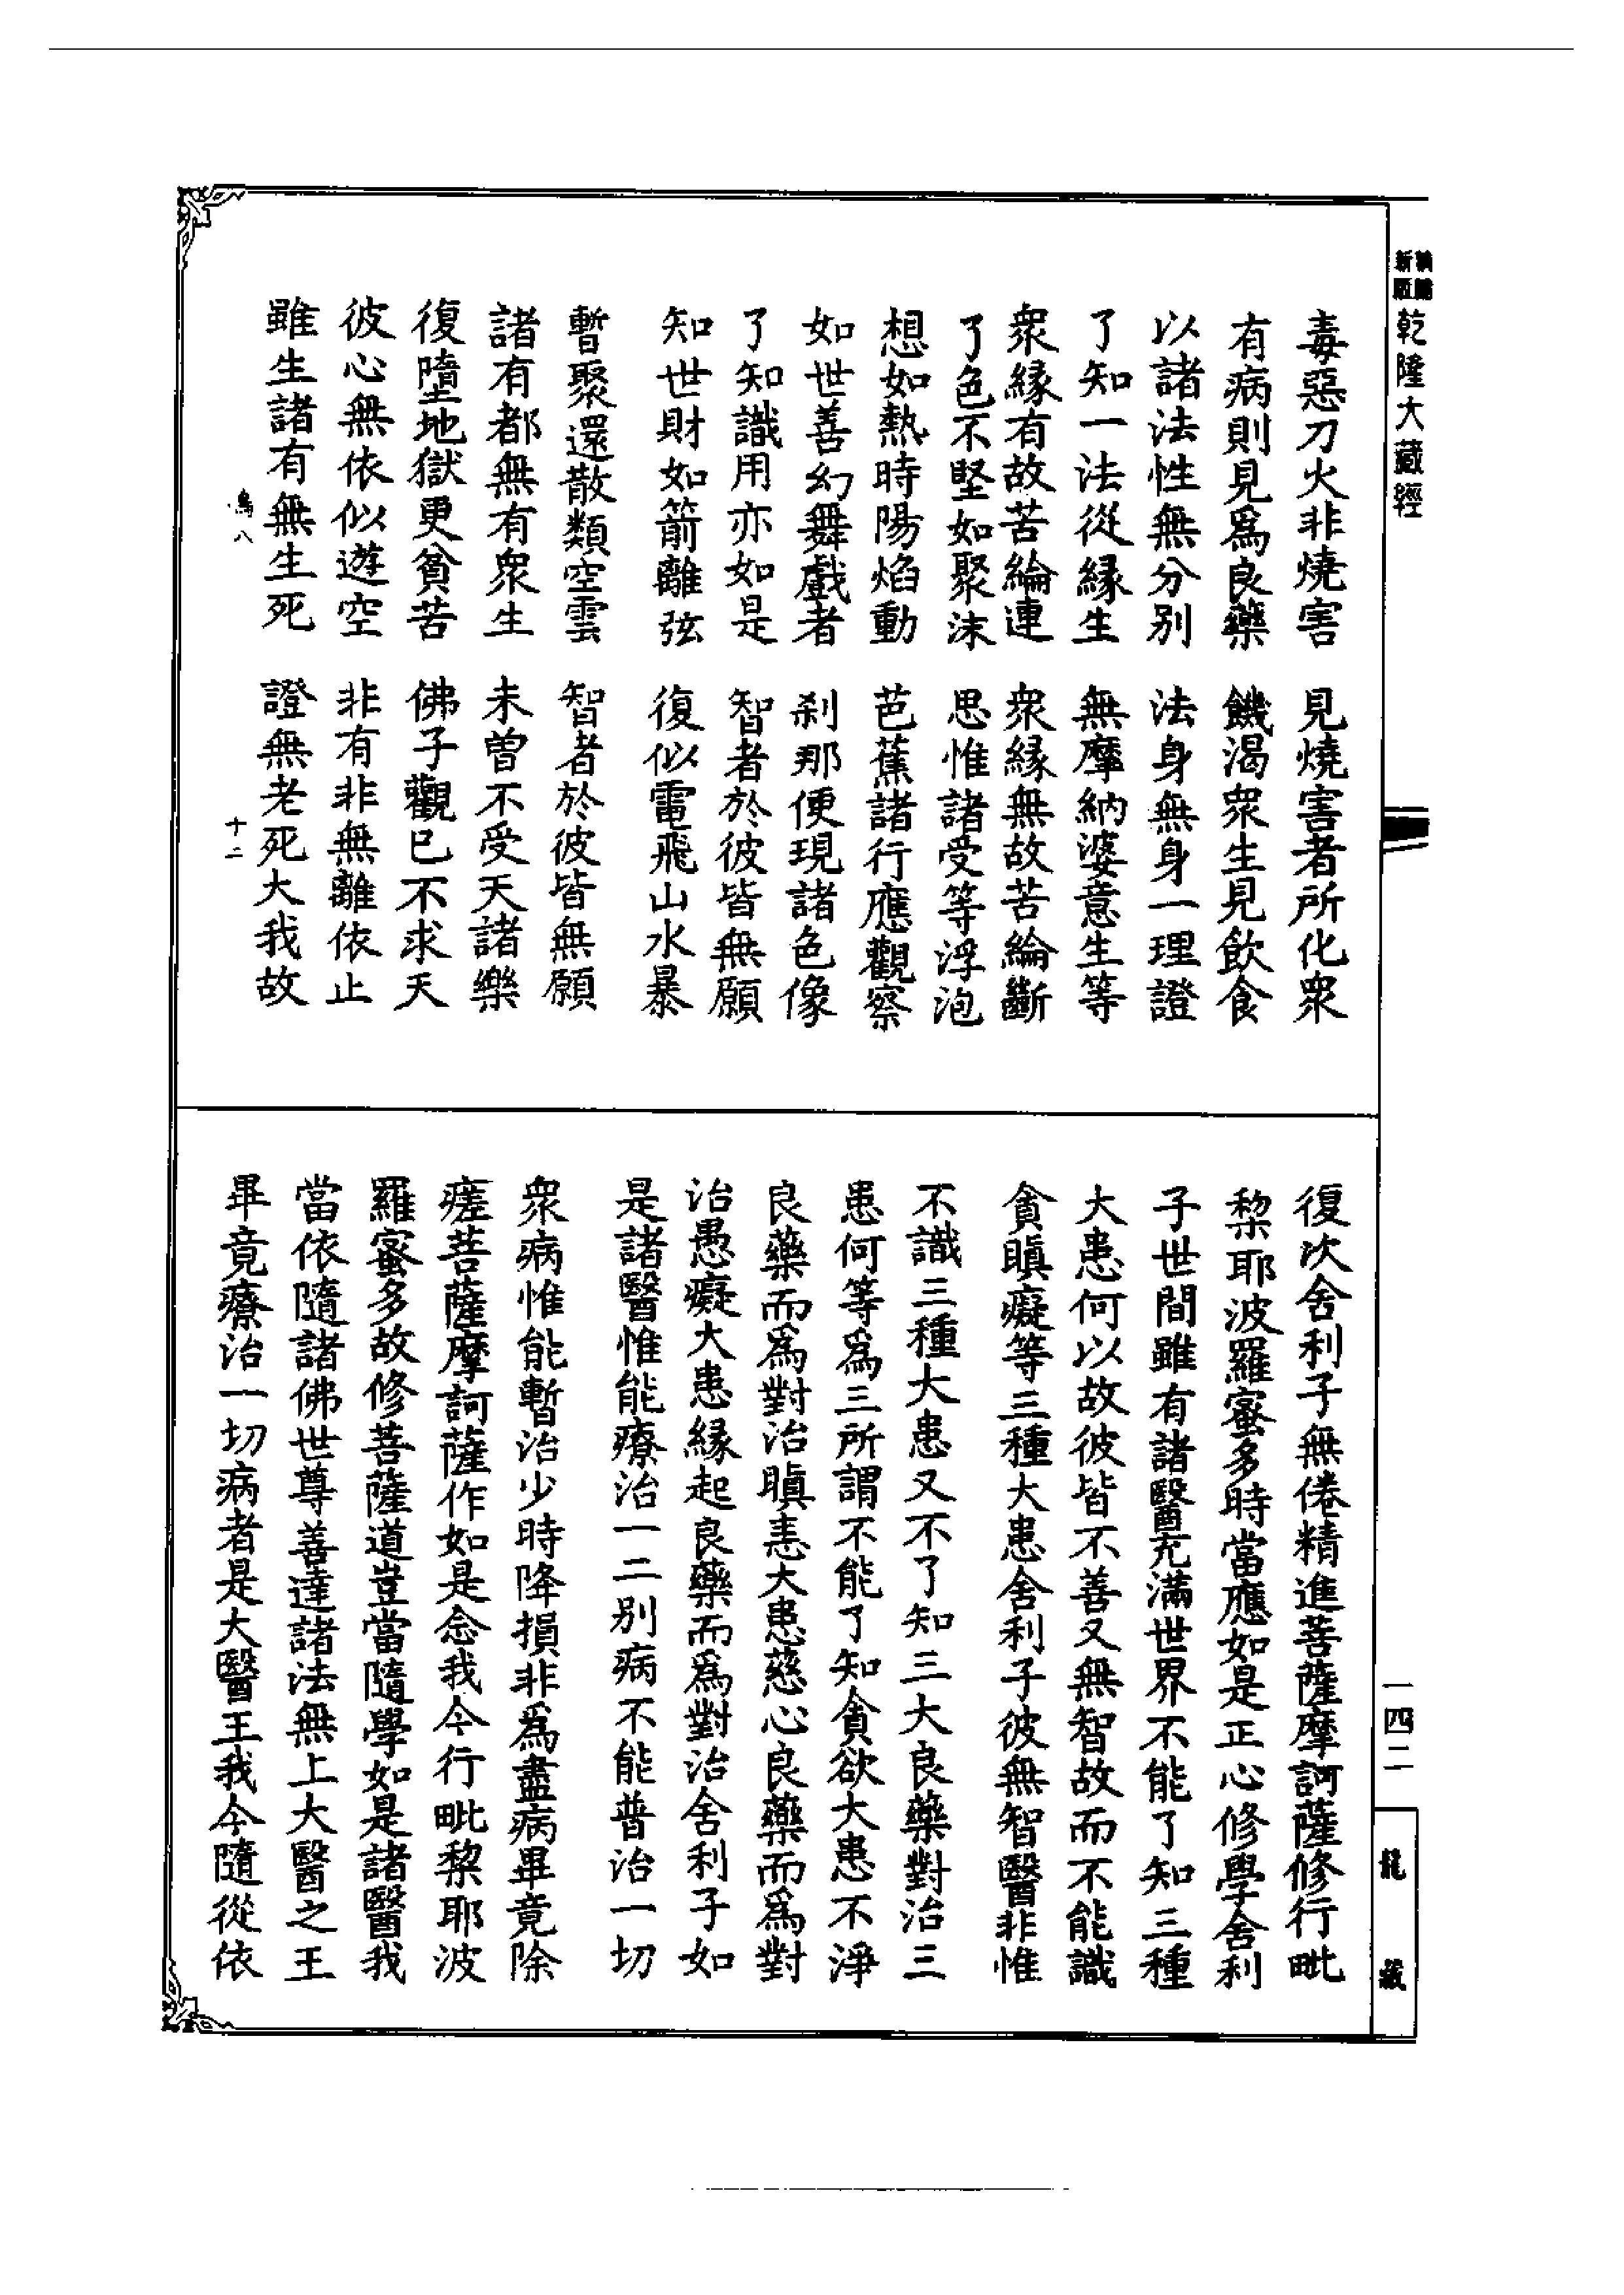 新編
縮版
乾隆大藏經
毒惡刀火非燒害　見燒害者所化衆
有病則見爲良藥　饑渴衆生見飲食
以諸法性無分别　法身無身一理證
了知一法從緣生　無摩納婆意生等
衆緣有故苦綸連　衆緣無故苦綸斷
了色不堅如聚沫　思惟諸受等浮泡
想如熱時陽焰動　芭蕉諸行應觀察
如世善幻舞戲者　刹那便現諸色像
了知識用亦如是　智者於彼皆無願
知世財如箭離弦　復似電飛山水暴
暫聚還散類空雲　智者於彼皆無願
諸有都無有衆生　未曾不受天諸樂
復墮地獄更貧苦　佛子觀已不求天
彼心無依似遊空　非有非無離依止
雖生諸有無生死　證無老死大我故
八　十二
復次舍利子無倦精進菩薩摩訶薩修行毗
黎耶波羅蜜多時當應如是正心修學舍利
子世間雖有諸醫充滿世界不能了知三種
大患何以故彼皆不善又無智故而不能識
貪瞋癡等三種大患舍利子彼無智醫非惟
不識三種大患又不了知三大良藥對治三
患何等爲三所謂不能了知貪欲大患不淨
良藥而爲對治瞋恚大患慈心良藥而爲對
治愚癡大患緣起良藥而爲對治舍利子如
是諸醫惟能療治一二别病不能普治一切
衆病惟能暫治少時降損非爲盡病畢竟除
瘥菩薩摩訶薩作如是念我今行毗黎耶波
羅蜜多故修菩薩道豈當隨學如是諸醫我
當依隨諸佛世尊善達諸法無上大醫之王
畢竟療治一切病者是大醫王我今隨從依
一四二
龍藏